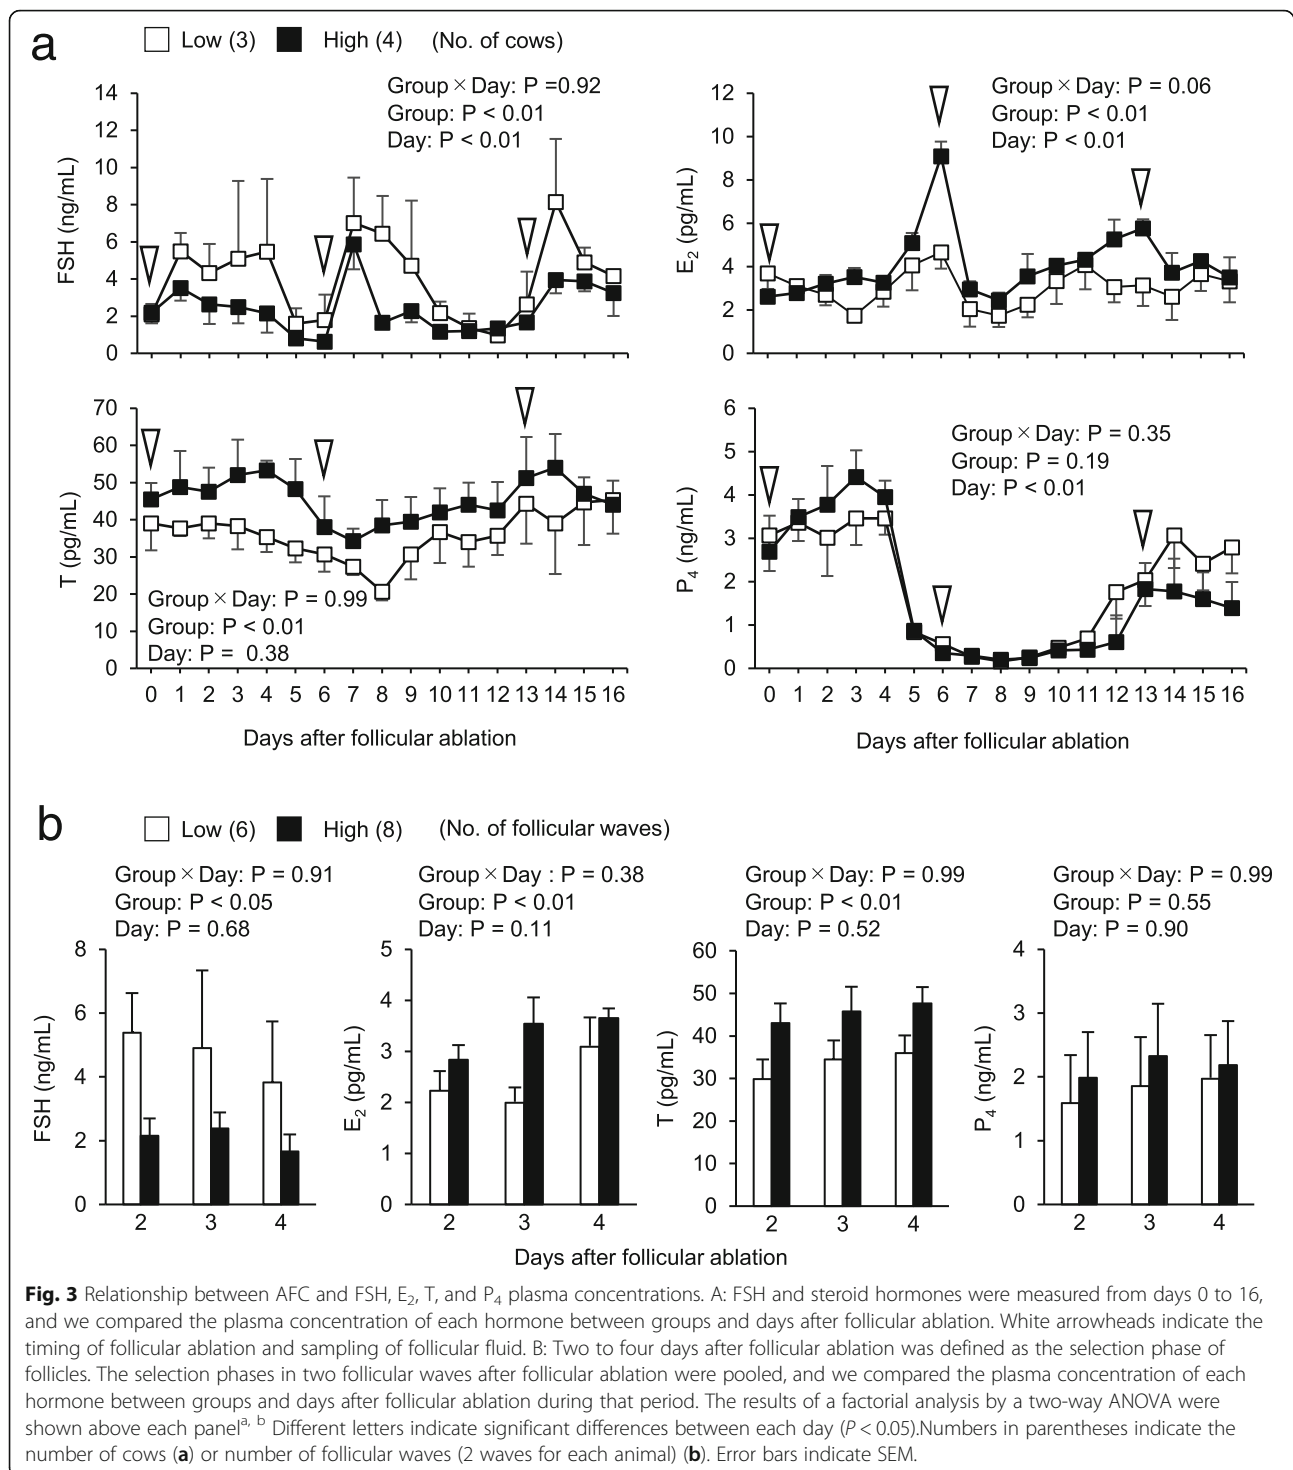 a
Low (3) High (4) (No. of cows)
Group × Day: P =0.92
Group: P < 0.01
Day: P < 0.01
14
12
10
8
6
4
2
0
FSH (ng/mL)
Group × Day: P = 0.06
Group: P < 0.01
Day: P < 0.01
12
10
8
6
4
2
0
E2 (pg/mL)
70
60
50
40
30
20
10
0
T (pg/mL)
Group × Day: P = 0.99
Group: P < 0.01
Day: P = 0.38
0 1 2 3 4 5 6 7 8 9 10 11 12 13 14 15 16
Days after follicular ablation
6
5
4
3
2
1
0
P4 (ng/mL)
Group × Day: P = 0.35
Group: P = 0.19
Day: P < 0.01
0 1 2 3 4 5 6 7 8 9 10 11 12 13 14 15 16
Days after follicular ablation
b
Low (6) High (8) (No. of follicular waves)
Group × Day: P = 0.91
Group: P < 0.05
Day: P = 0.68
8
6
4
2
0
FSH (ng/mL)
2 3 4
Group × Day : P = 0.38
Group: P < 0.01
Day: P = 0.11
5
4
3
2
1
0
E2 (pg/mL)
2 3 4
Group × Day: P = 0.99
Group: P < 0.01
Day: P = 0.52
60
50
40
30
20
10
0
T (pg/mL)
2 3 4
Group × Day: P = 0.99
Group: P = 0.55
Day: P = 0.90
4
3
2
1
0
P4 (ng/mL)
2 3 4
Days after follicular ablation
Fig. 3 Relationship between AFC and FSH, E2, T, and P4 plasma concentrations. A: FSH and steroid hormones were measured from days 0 to 16,
and we compared the plasma concentration of each hormone between groups and days after follicular ablation. White arrowheads indicate the
timing of follicular ablation and sampling of follicular fluid. B: Two to four days after follicular ablation was defined as the selection phase of
follicles. The selection phases in two follicular waves after follicular ablation were pooled, and we compared the plasma concentration of each
hormone between groups and days after follicular ablation during that period. The results of a factorial analysis by a two-way ANOVA were
shown above each panel a, b Different letters indicate significant differences between each day (P < 0.05).Numbers in parentheses indicate the
number of cows (a) or number of follicular waves (2 waves for each animal) (b). Error bars indicate SEM.